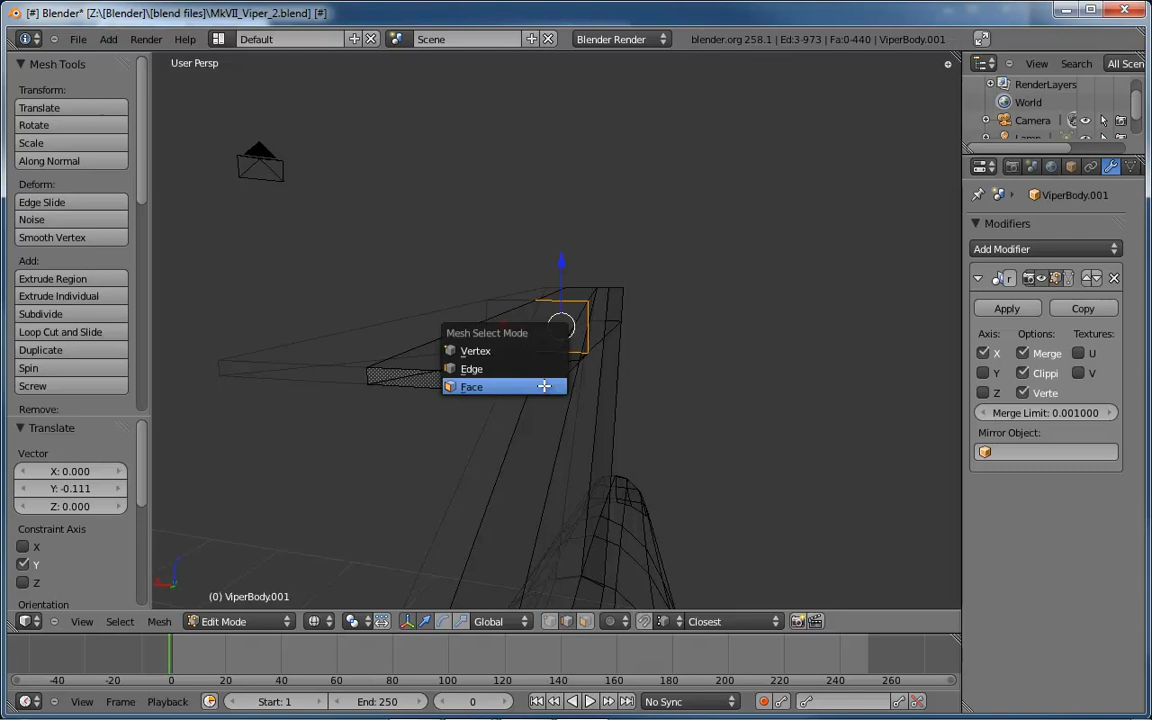 [#] Blender* [Z:\[Blender]\[blend files]\MkVII_Viper_2.blend] [#]
File Add Render Help Default Scene Blender Render blender.org 258.1 | Ed:3-973 | Fa:0-440 | ViperBody.001
Mesh Tools
Transform:
Translate
Rotate
Scale
Along Normal
Deform:
Edge Slide
Noise
Smooth Vertex
Add:
Extrude Region
Extrude Individual
Subdivide
Loop Cut and Slide
Duplicate
Spin
Screw
Remove:
Translate
Vector
X: 0.000
Y: -0.111
Z: 0.000
Constraint Axis
X
Y
Z
Orientation
User Persp
Mesh Select Mode
Vertex
Edge
Face
(0) ViperBody.001
View Select Mesh Edit Mode Global Closest
View Search All Scen
RenderLayers
World
Camera
ViperBody.001
Modifiers
Add Modifier
r
Apply Copy
Axis: Options: Textures:
X Merge U
Y Clippi V
Z Verte
Merge Limit: 0.001000
Mirror Object:
-40 -20 0 20 40 60 80 100 120 140 160 180 200 220 240 260
View Frame Playback Start: 1 End: 250 0 No Sync